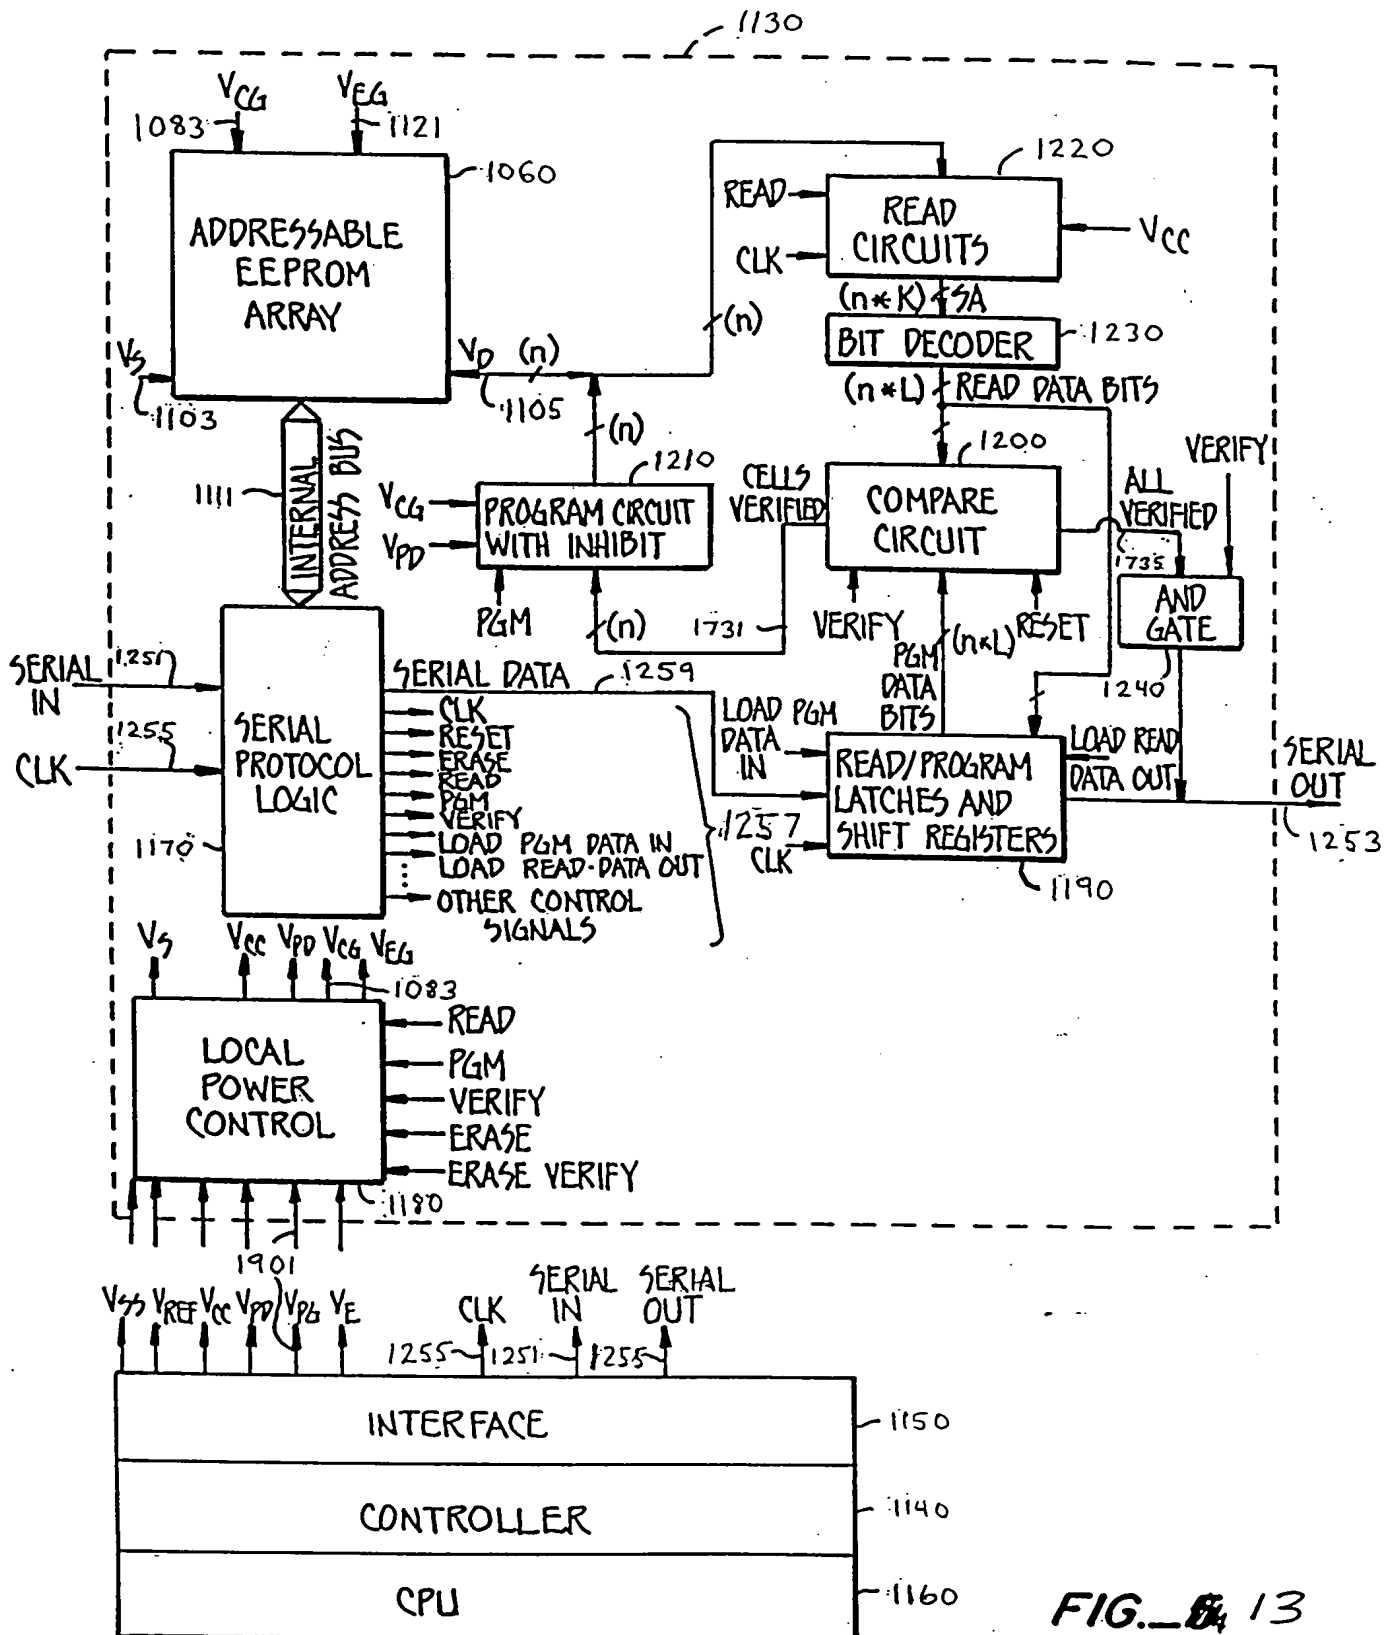 1130
VCG
VEG
1083
1121
1060
ADDRESSABLE
EEPROM
ARRAY
VS
1103
VD (n)
1105
(n)
1220
READ
CLK
READ
CIRCUITS
VCC
(n*K) SA
BIT DECODER
1230
(n*L) READ DATA BITS
1111
INTERNAL
ADDRESS BUS
(n)
1210
VCG
VPD
PROGRAM CIRCUIT
WITH INHIBIT
PGM
(n)
CELLS
VERIFIED
1731
1200
COMPARE
CIRCUIT
VERIFY
RESET
(n*L)
PGM
DATA
BITS
ALL
VERIFIED
1735
VERIFY
AND
GATE
1240
SERIAL
IN
1251
CLK
1255
SERIAL
PROTOCOL
LOGIC
1170
SERIAL DATA
1259
CLK
RESET
ERASE
READ
PGM
VERIFY
LOAD PGM DATA IN
LOAD READ-DATA OUT
OTHER CONTROL
SIGNALS
1257
LOAD PGM
DATA
IN
CLK
READ/PROGRAM
LATCHES AND
SHIFT REGISTERS
1190
LOAD READ
DATA OUT
SERIAL
OUT
1253
VS VCC VPD VCG VEG
1083
LOCAL
POWER
CONTROL
READ
PGM
VERIFY
ERASE
ERASE VERIFY
1180
1901
VSS VREF VCC VPD VPG VE
CLK
SERIAL
IN
SERIAL
OUT
1255
1251
1255
INTERFACE
1150
CONTROLLER
1140
CPU
1160
FIG. 13